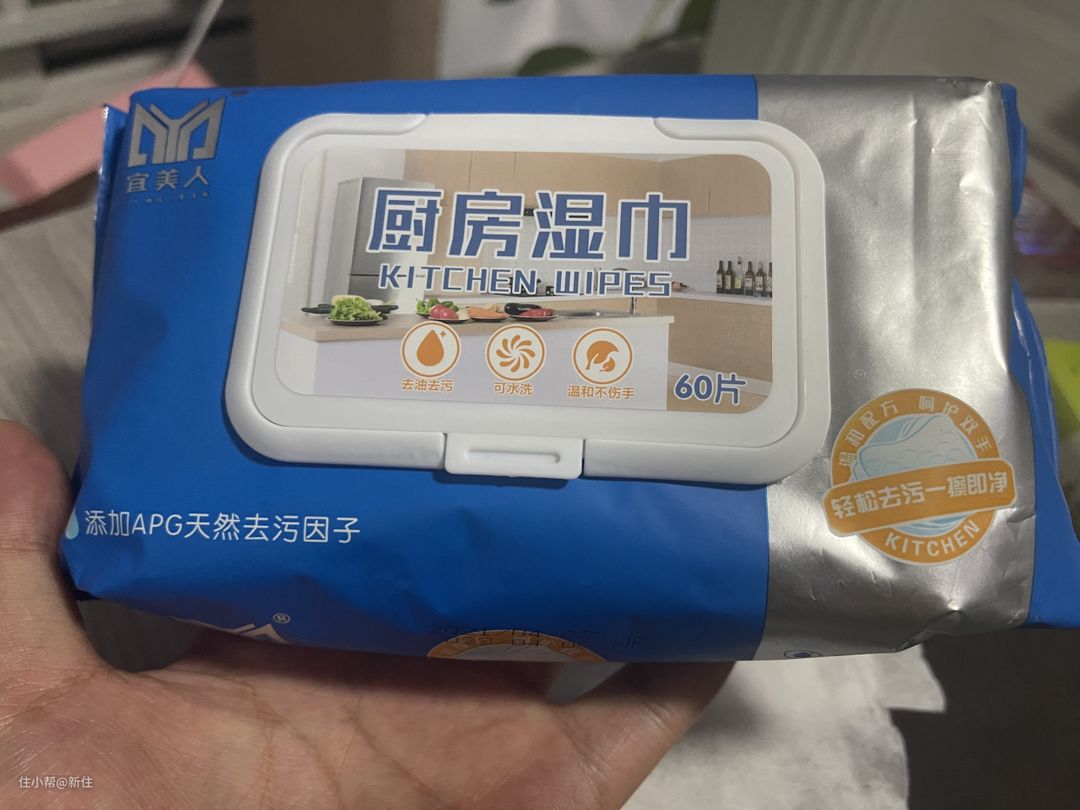 宜美人
厨房湿巾
KITCHEN WIPES
去油去污
可水洗
温和不伤手
60片
温和配方 呵护双手
轻松去污一擦即净
KITCHEN
添加APG天然去污因子
®
住小帮@新住